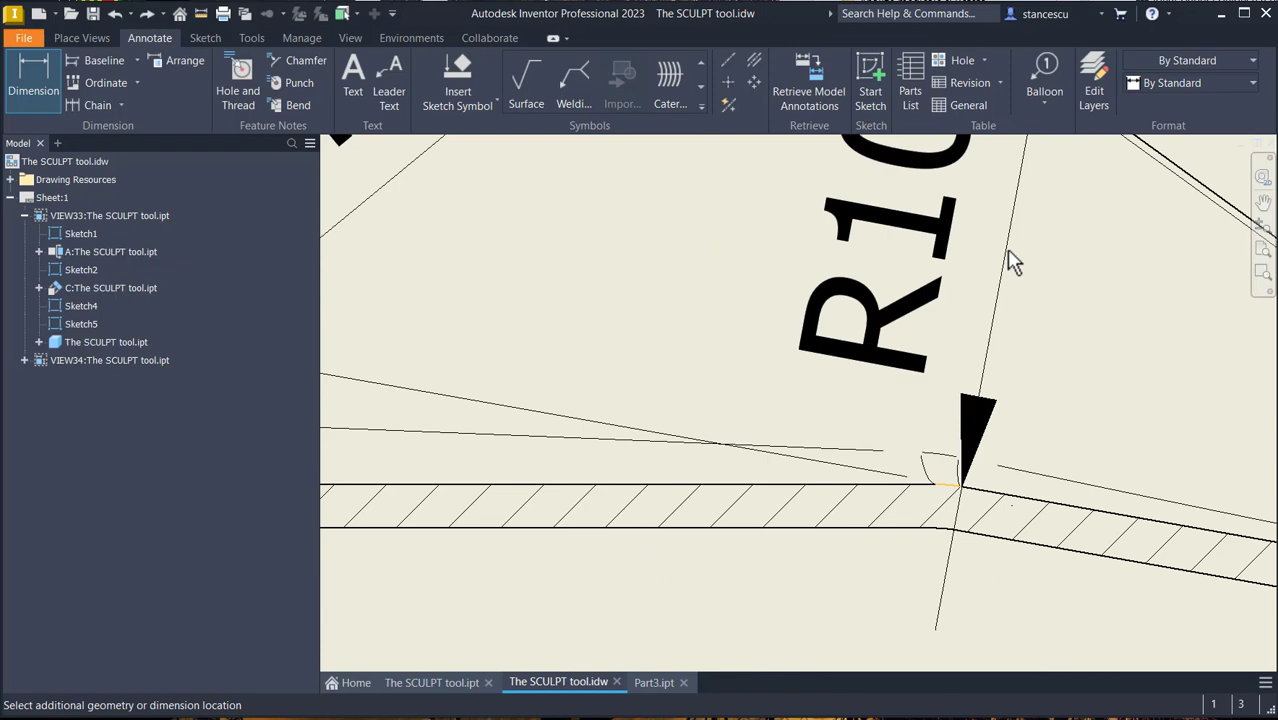 Autodesk Inventor Professional 2023 The SCULPT tool.idw
Search Help & Commands...
stancescu
File Place Views Annotate Sketch Tools Manage View Environments Collaborate
Dimension
Baseline
Ordinate
Chain
Arrange
Dimension
Hole and
Thread
Chamfer
Punch
Bend
Feature Notes
Text
Leader
Text
Text
Insert
Sketch Symbol
Surface
Weldi...
Impor...
Cater...
Symbols
Retrieve Model
Annotations
Retrieve
Start
Sketch
Sketch
Parts
List
Hole
Revision
General
Table
1
Balloon
Edit
Layers
By Standard
By Standard
Format
Model
The SCULPT tool.idw
Drawing Resources
Sheet:1
VIEW33:The SCULPT tool.ipt
Sketch1
A:The SCULPT tool.ipt
Sketch2
C:The SCULPT tool.ipt
Sketch4
Sketch5
The SCULPT tool.ipt
VIEW34:The SCULPT tool.ipt
R10
Home
The SCULPT tool.ipt
The SCULPT tool.idw
Part3.ipt
Select additional geometry or dimension location
1 3